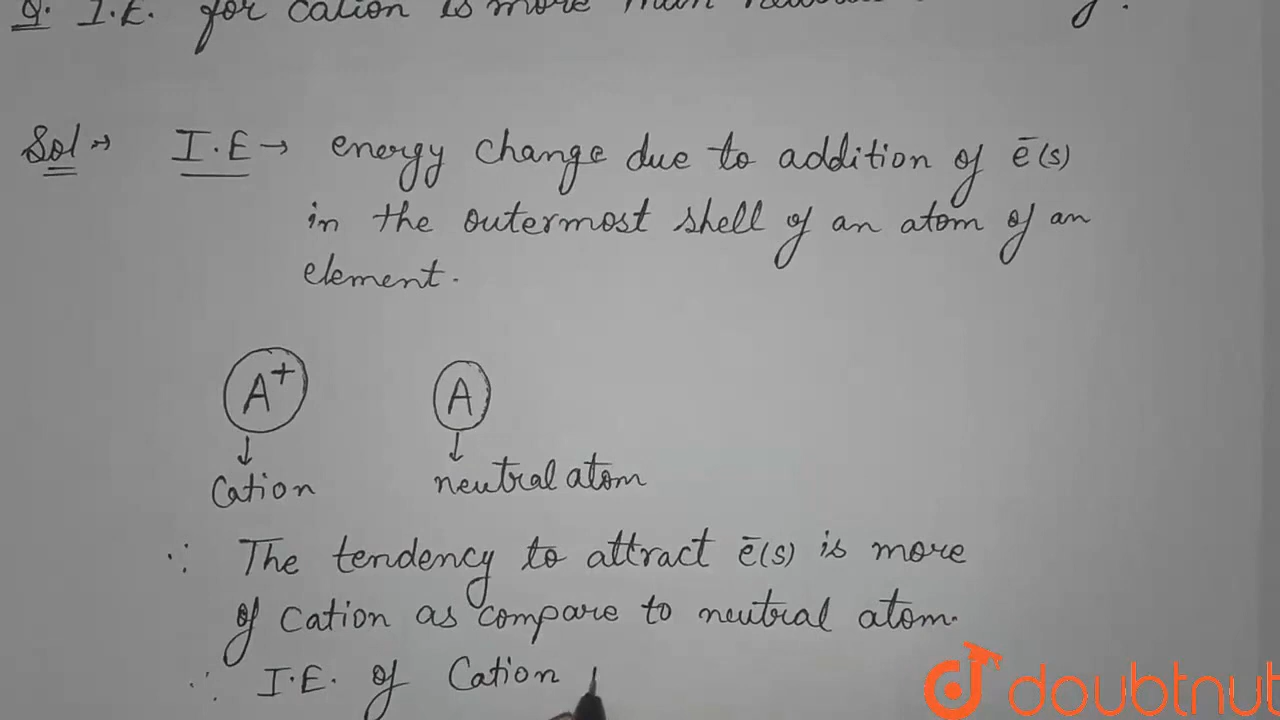 Q. I.E. for cation is more than
Sol → I.E → energy change due to addition of e̅(s)
in the outermost shell of an atom of an
element.
A+ A
↓ ↓
Cation neutral atom
∵ The tendency to attract e̅(s) is more
of cation as compare to neutral atom.
∴ I.E. of Cation
doubtnut